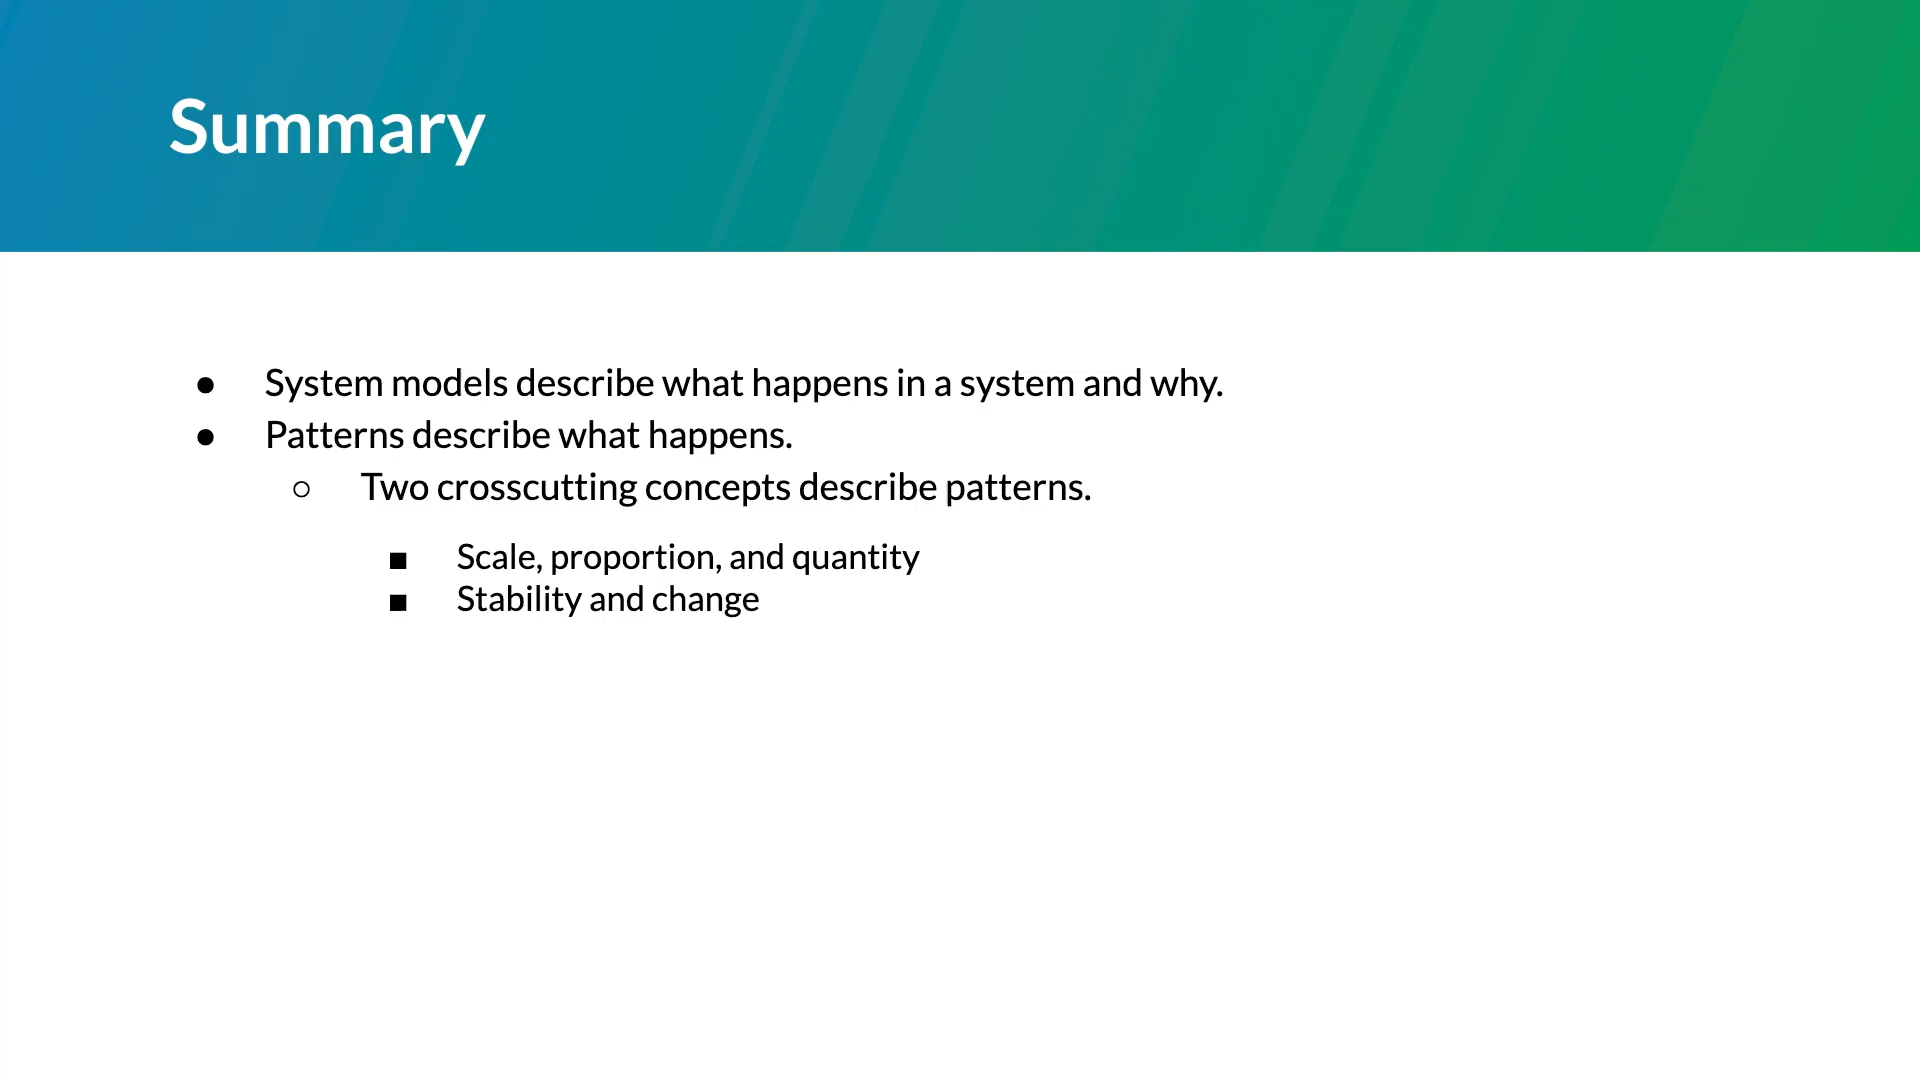 Summary
● System models describe what happens in a system and why.
● Patterns describe what happens.
○ Two crosscutting concepts describe patterns.
■ Scale, proportion, and quantity
■ Stability and change